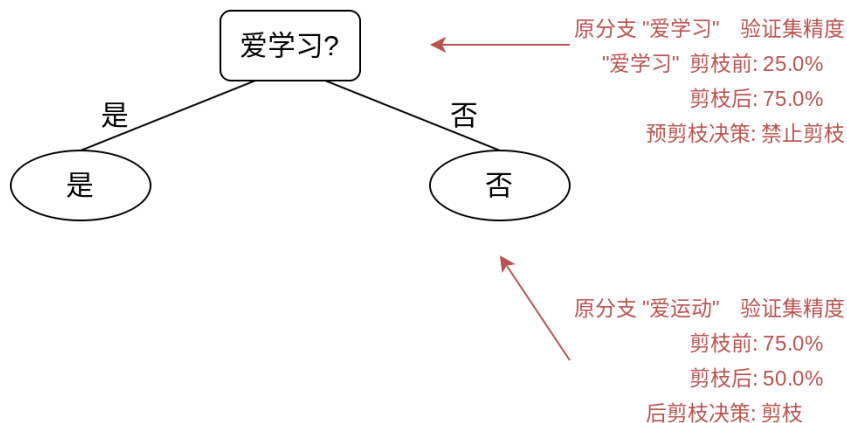 爱学习?
是
否
是
否
原分支 "爱学习" 验证集精度
"爱学习" 剪枝前: 25.0%
剪枝后: 75.0%
预剪枝决策: 禁止剪枝
原分支 "爱运动" 验证集精度
剪枝前: 75.0%
剪枝后: 50.0%
后剪枝决策: 剪枝